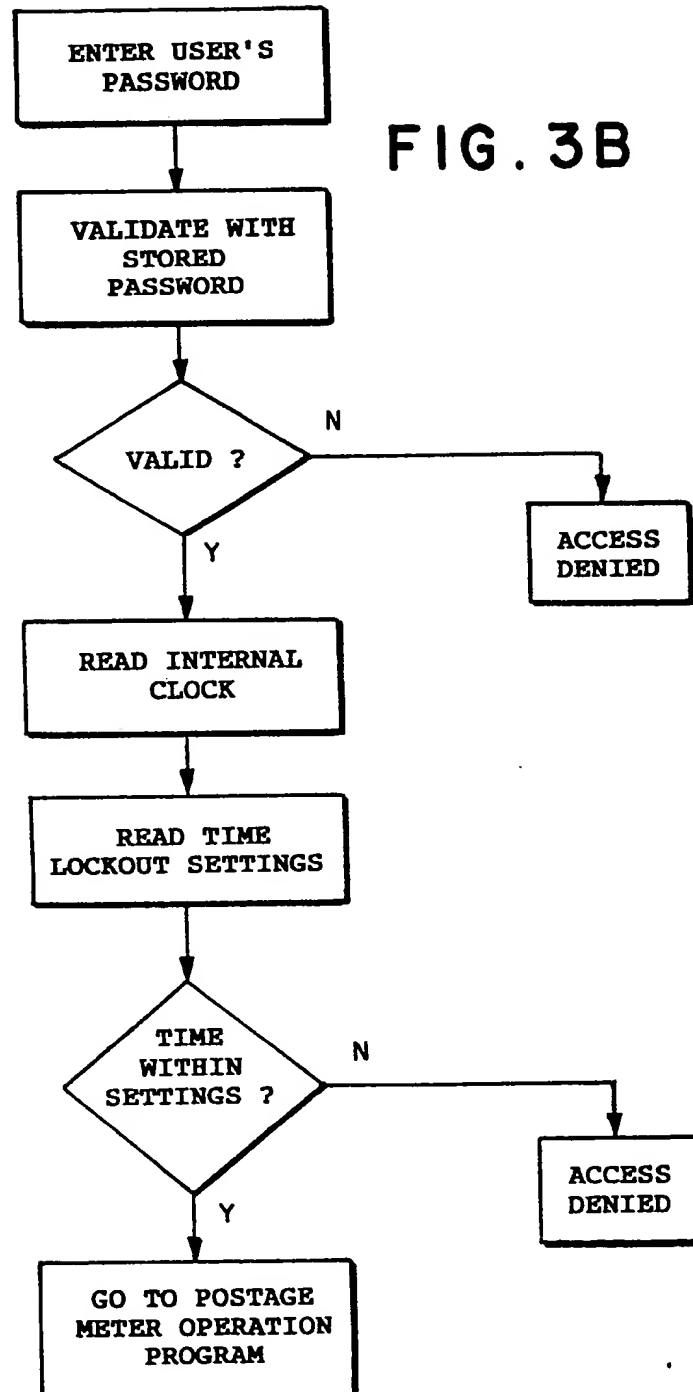 ENTER USER'S
PASSWORD
FIG. 3B
VALIDATE WITH
STORED
PASSWORD
VALID ?
N
Y
ACCESS
DENIED
READ INTERNAL
CLOCK
READ TIME
LOCKOUT SETTINGS
TIME
WITHIN
SETTINGS ?
N
Y
ACCESS
DENIED
GO TO POSTAGE
METER OPERATION
PROGRAM